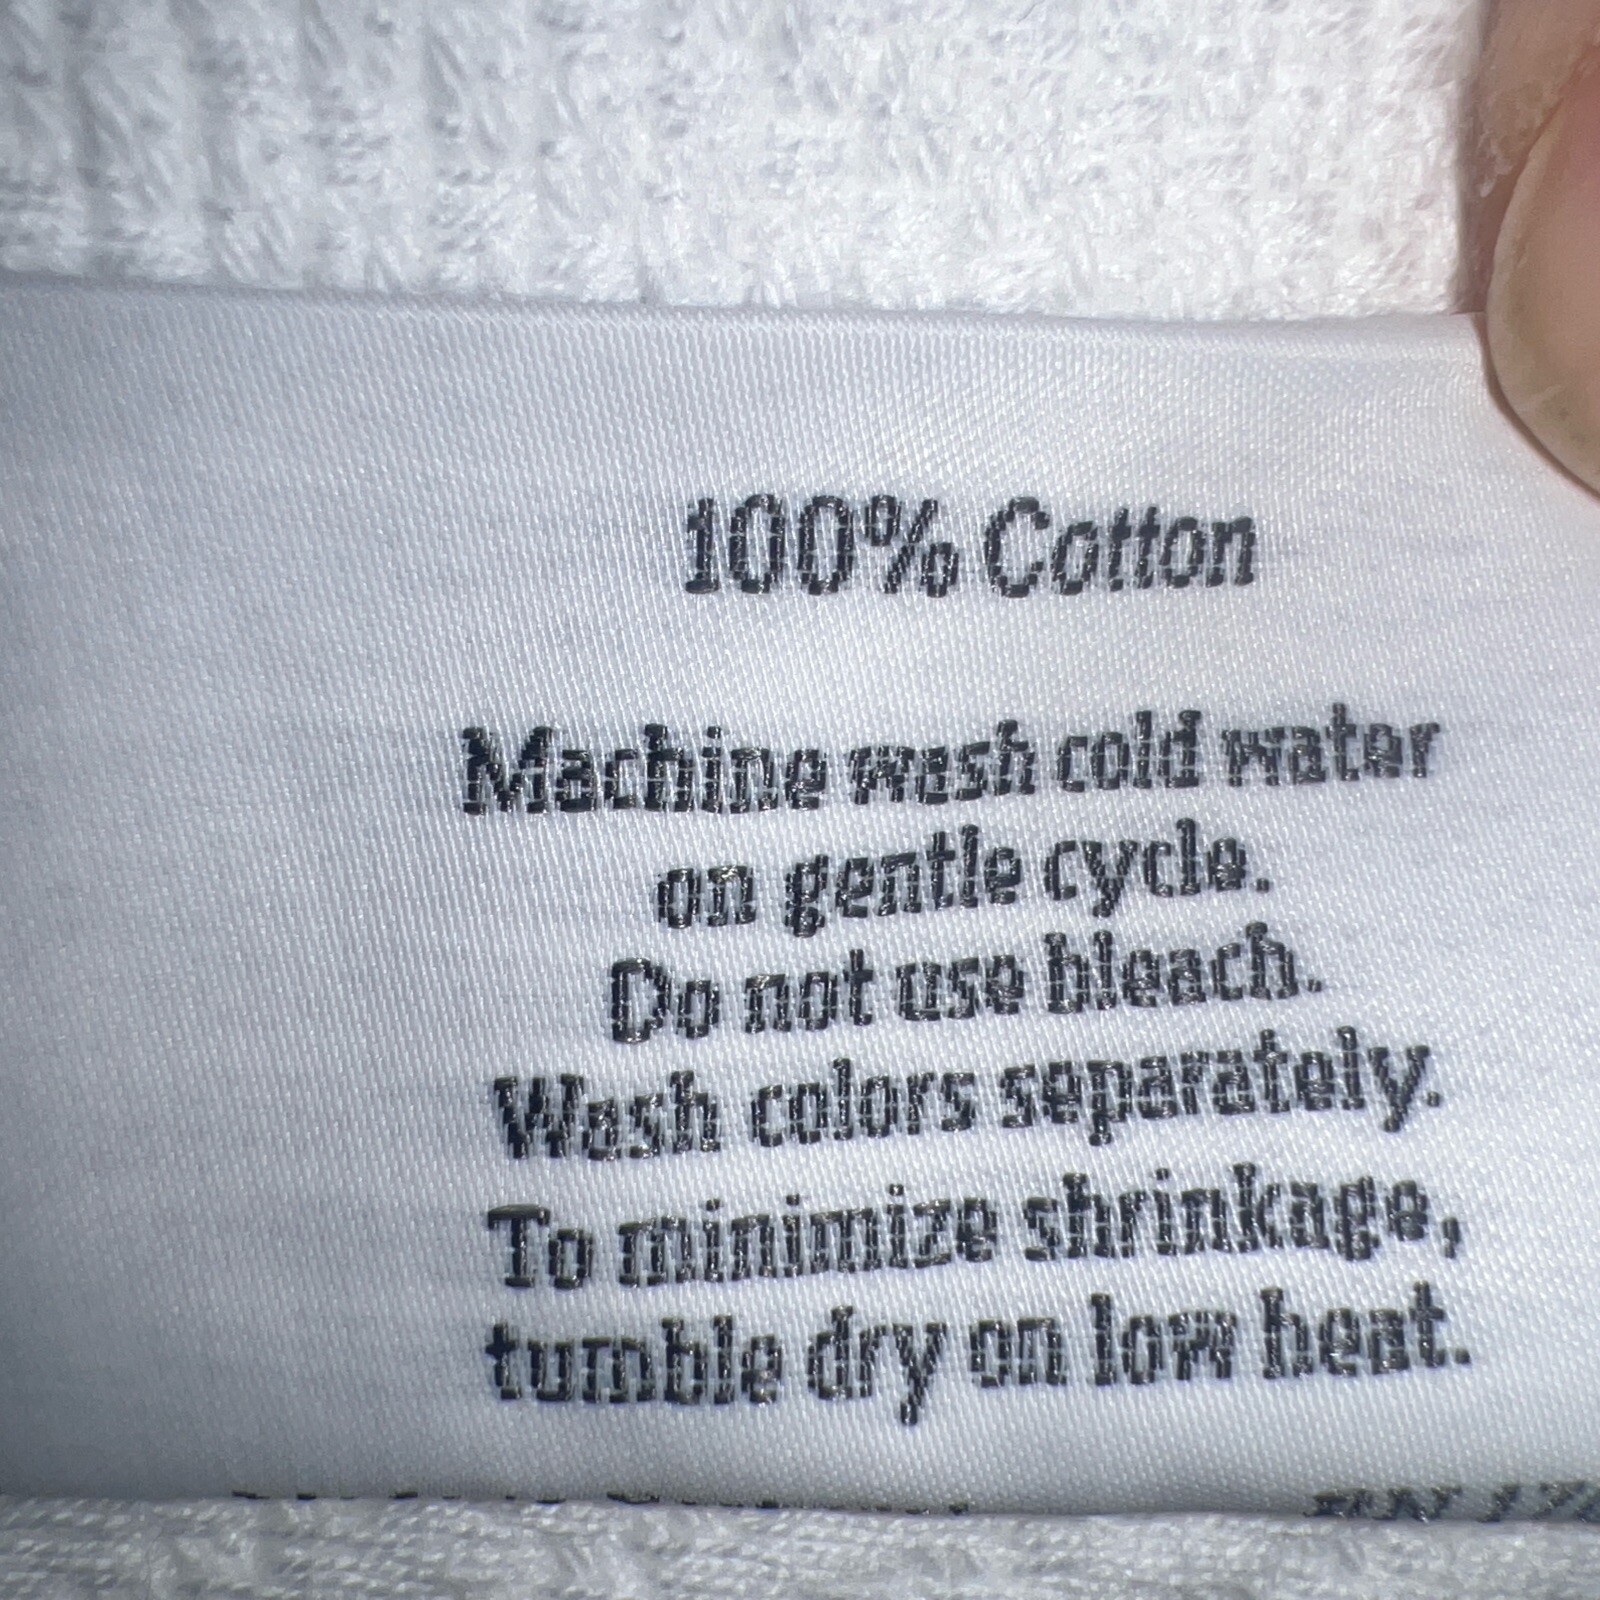 100% Cotton
Machine wash cold water
on gentle cycle.
Do not use bleach.
Wash colors separately.
To minimize shrinkage,
tumble dry on low heat.